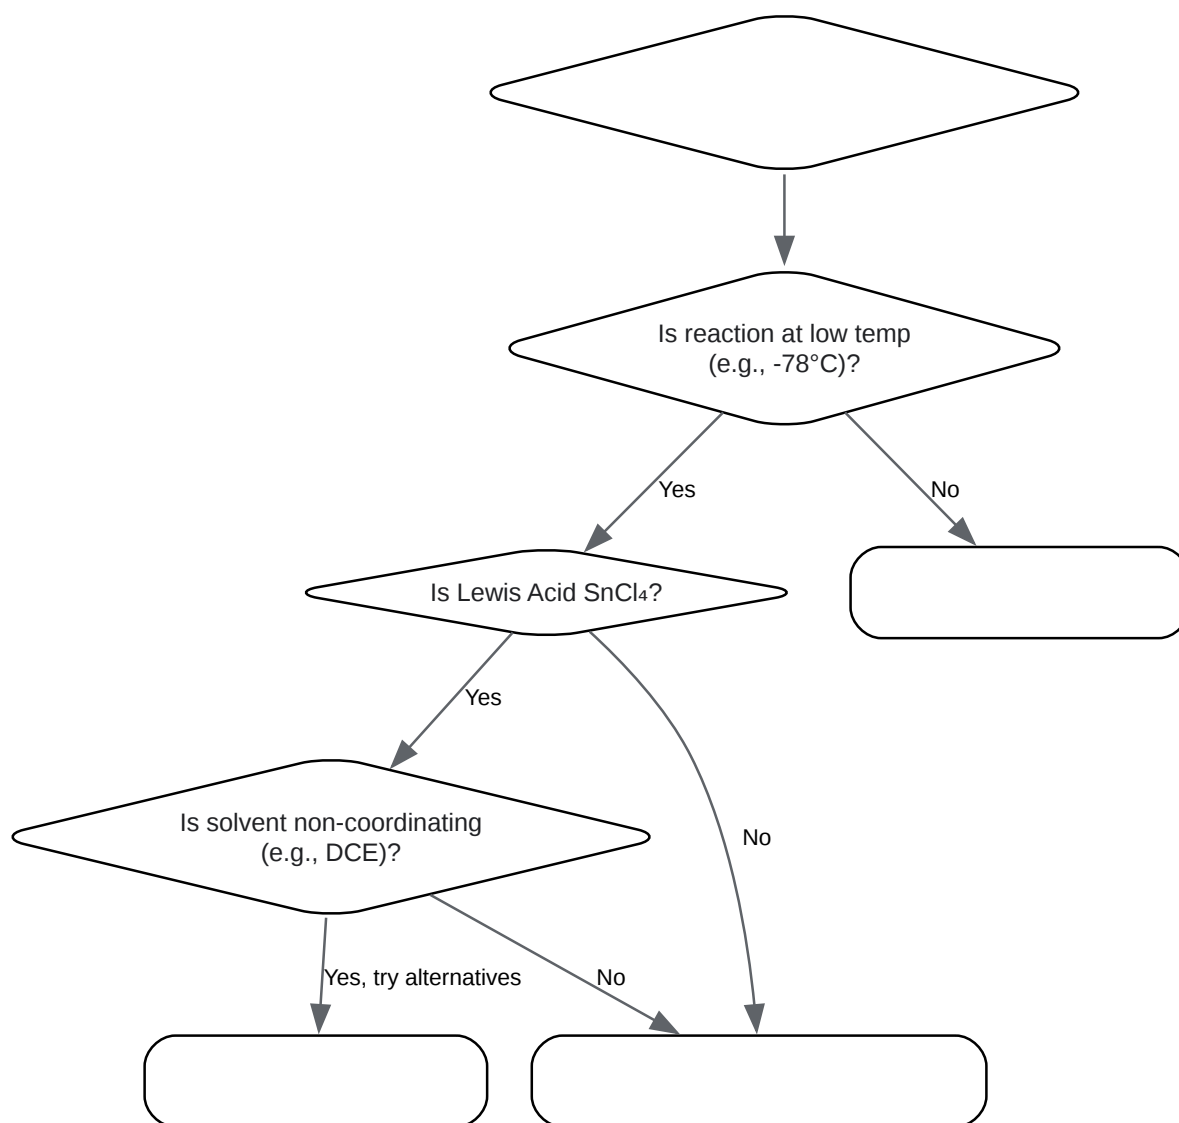 Is reaction at low temp
(e.g., -78°C)?
Yes
No
Is Lewis Acid SnCl₄?
Yes
Is solvent non-coordinating
(e.g., DCE)?
No
Yes, try alternatives
No